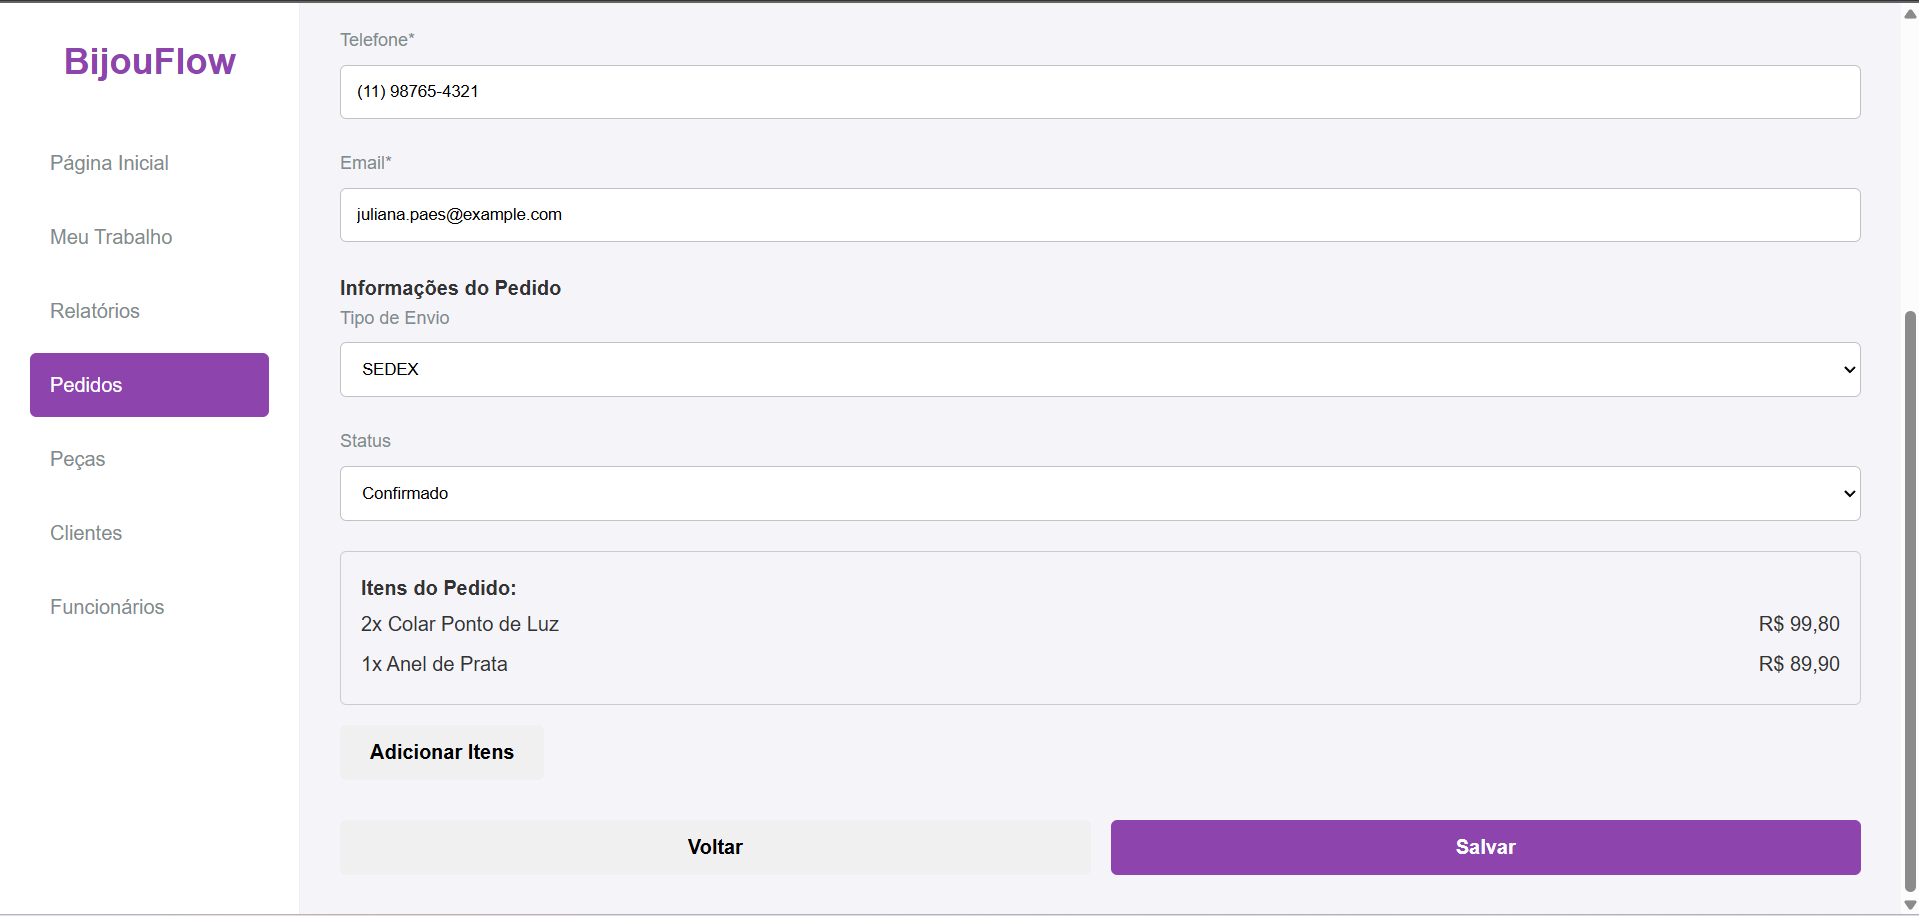 BijouFlow
Página Inicial
Meu Trabalho
Relatórios
Pedidos
Peças
Clientes
Funcionários
Telefone*
(11) 98765-4321
Email*
juliana.paes@example.com
Informações do Pedido
Tipo de Envio
SEDEX
Status
Confirmado
Itens do Pedido:
2x Colar Ponto de Luz R$ 99,80
1x Anel de Prata R$ 89,90
Adicionar Itens
Voltar
Salvar